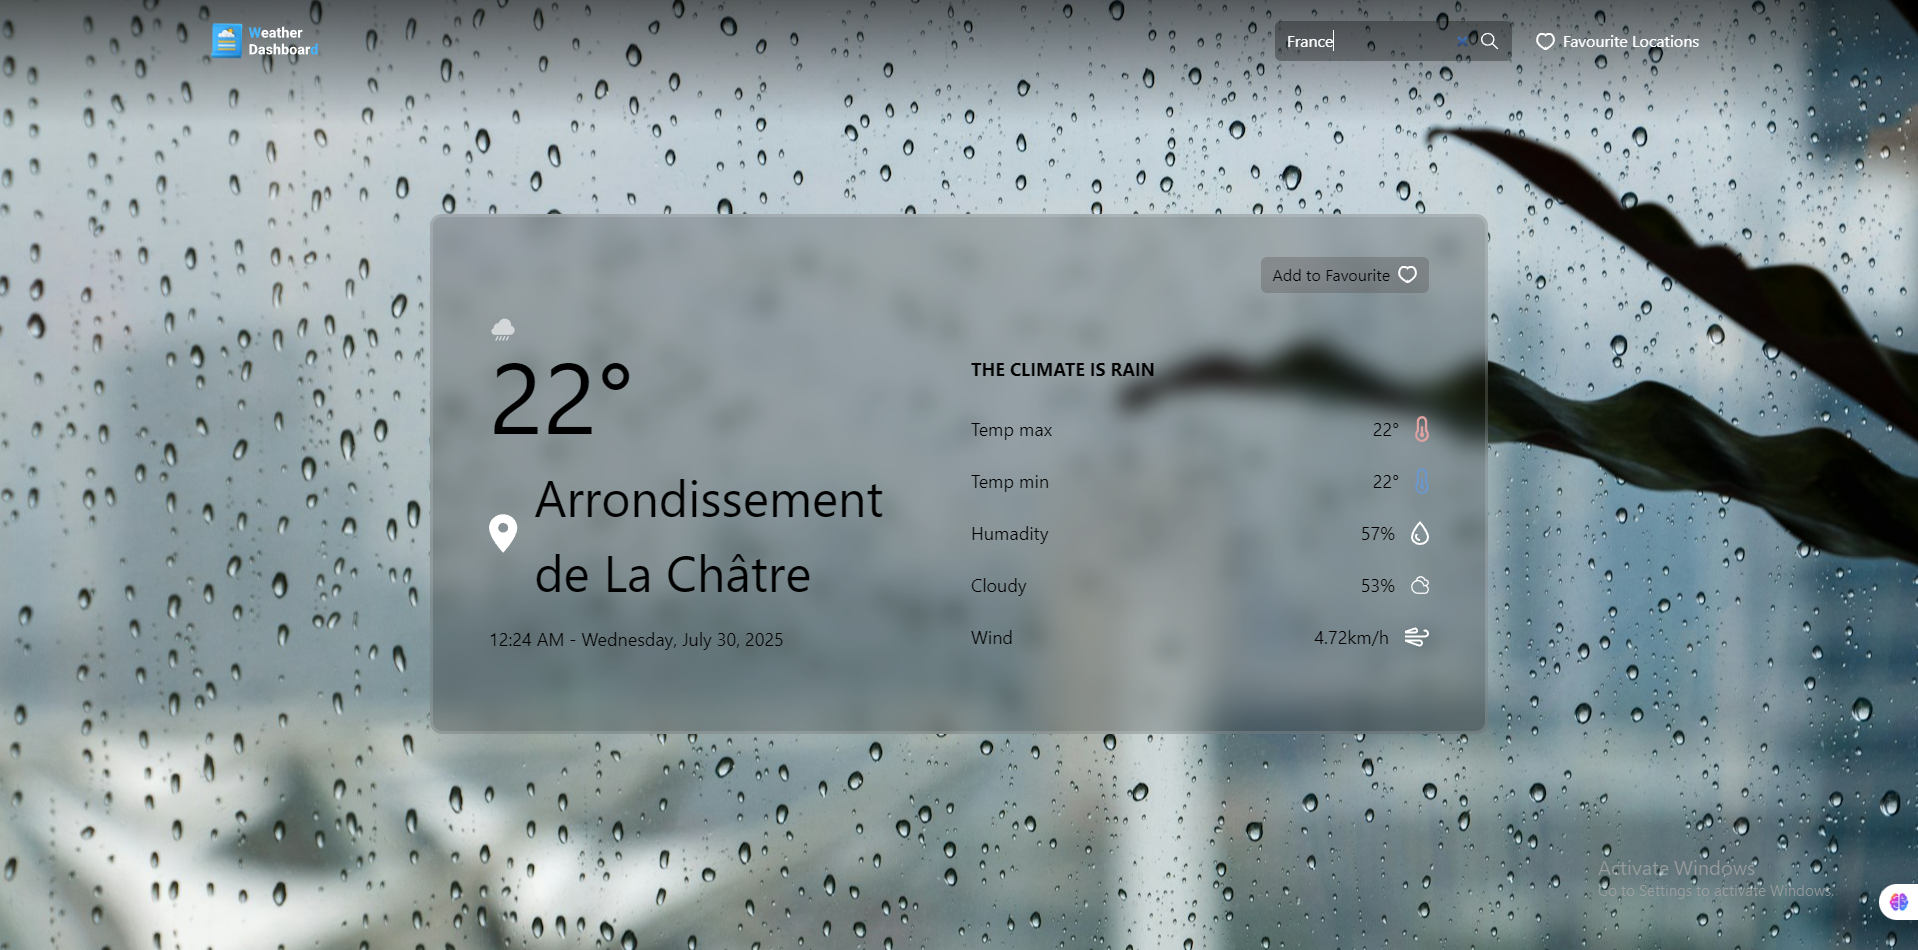 Weather
Dashboard
France
Favourite Locations
Add to Favourite
22°
Arrondissement
de La Châtre
12:24 AM - Wednesday, July 30, 2025
THE CLIMATE IS RAIN
Temp max 22°
Temp min 22°
Humadity 57%
Cloudy 53%
Wind 4.72km/h
Activate Windows
Go to Settings to activate Windows.